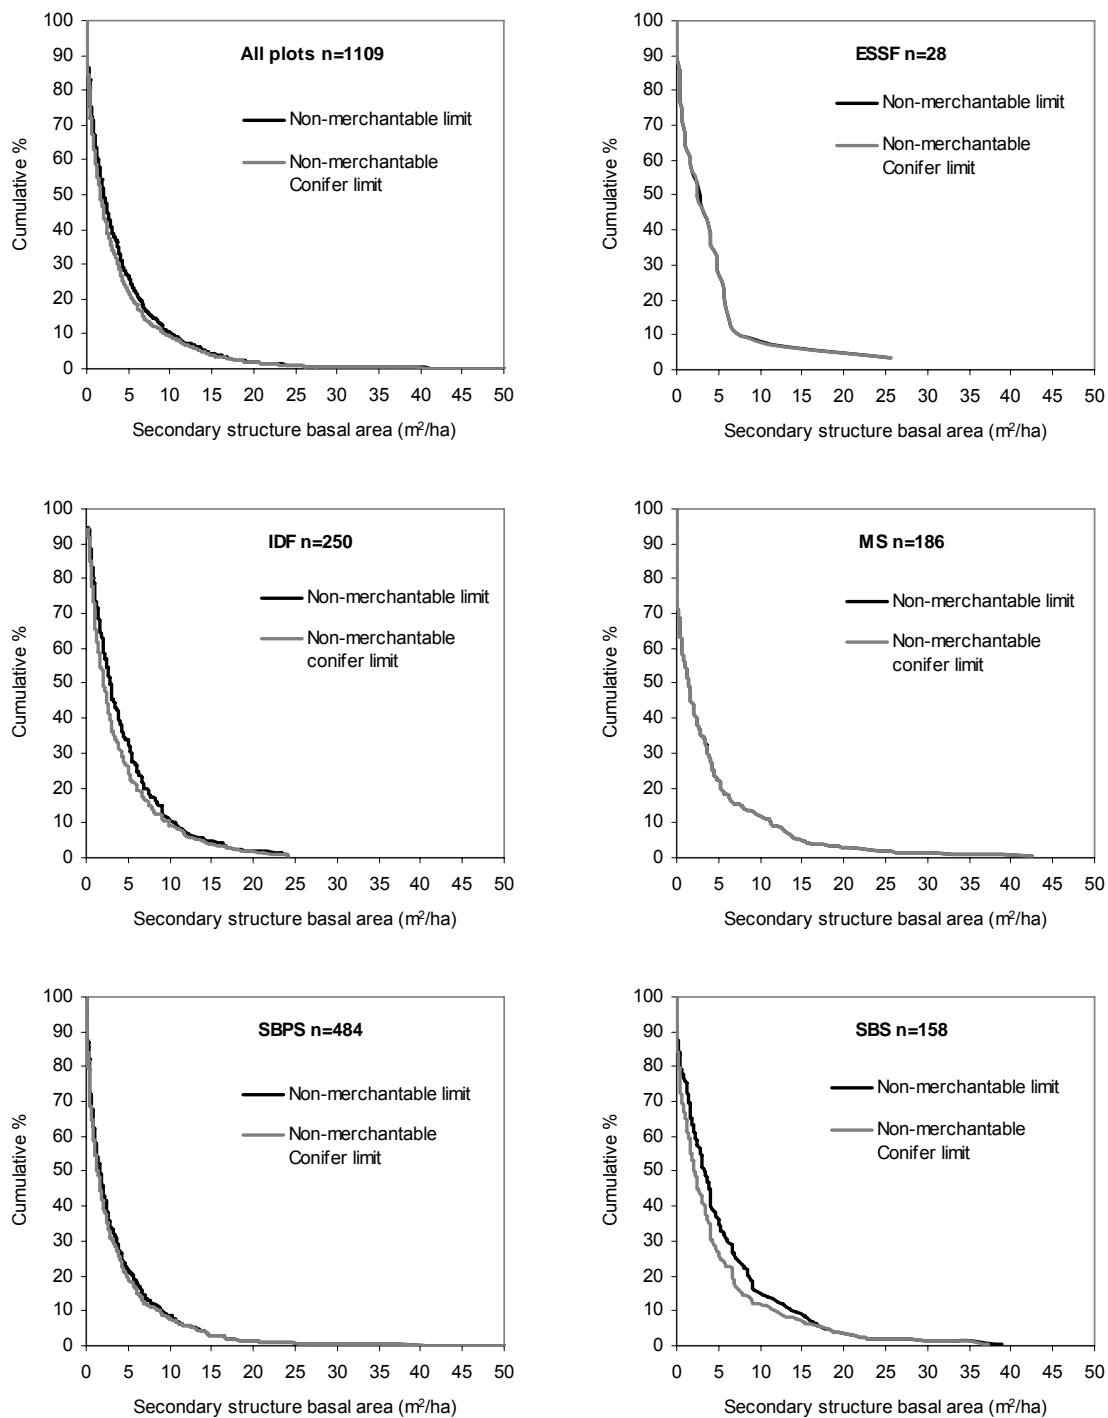 All plots n=1109
Non-merchantable limit
Non-merchantable
Conifer limit
Cumulative %
100
90
80
70
60
50
40
30
20
10
0
0 5 10 15 20 25 30 35 40 45 50
Secondary structure basal area (m²/ha)
ESSF n=28
Non-merchantable limit
Non-merchantable
Conifer limit
Cumulative %
100
90
80
70
60
50
40
30
20
10
0
0 5 10 15 20 25 30 35 40 45 50
Secondary structure basal area (m²/ha)
IDF n=250
Non-merchantable limit
Non-merchantable
conifer limit
Cumulative %
100
90
80
70
60
50
40
30
20
10
0
0 5 10 15 20 25 30 35 40 45 50
Secondary structure basal area (m²/ha)
MS n=186
Non-merchantable limit
Non-merchantable
conifer limit
Cumulative %
100
90
80
70
60
50
40
30
20
10
0
0 5 10 15 20 25 30 35 40 45 50
Secondary structure basal area (m²/ha)
SBPS n=484
Non-merchantable limit
Non-merchantable
Conifer limit
Cumulative %
100
90
80
70
60
50
40
30
20
10
0
0 5 10 15 20 25 30 35 40 45 50
Secondary structure basal area (m²/ha)
SBS n=158
Non-merchantable limit
Non-merchantable
Conifer limit
Cumulative %
100
90
80
70
60
50
40
30
20
10
0
0 5 10 15 20 25 30 35 40 45 50
Secondary structure basal area (m²/ha)